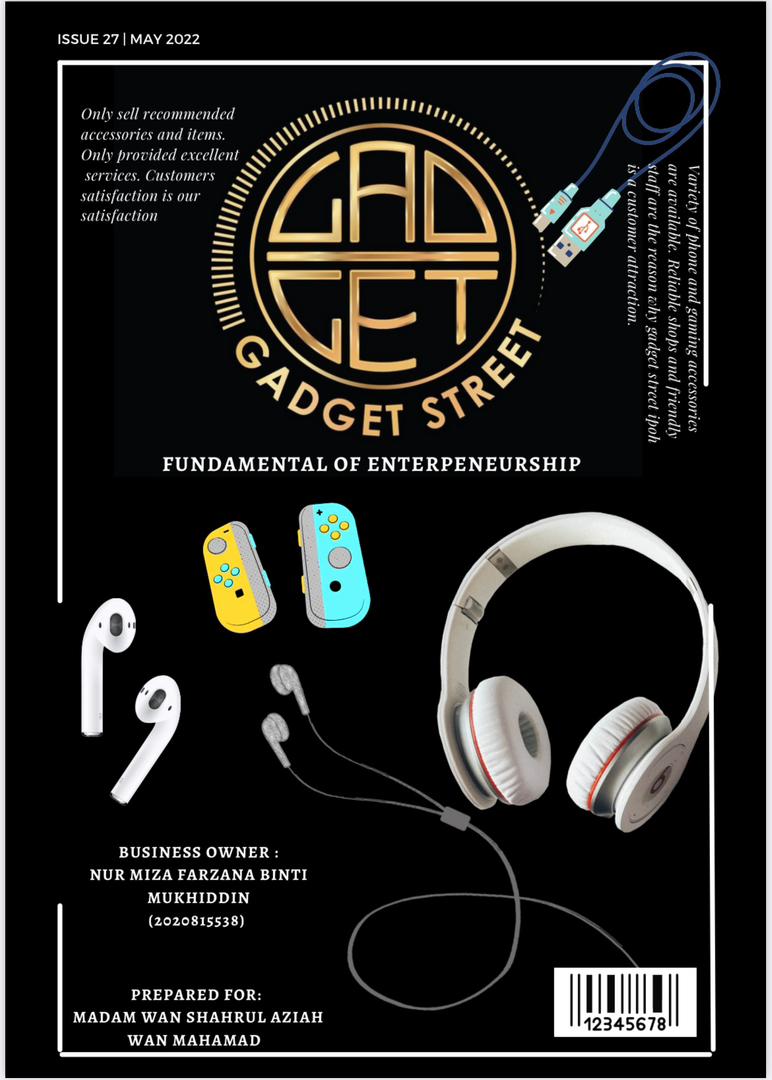 ISSUE 27 | MAY 2022
Only sell recommended
accessories and items.
Only provided excellent
services. Customers
satisfaction is our
satisfaction
Variety of phone and gaming accessories
are available. Reliable shops and friendly
staff are the reason why gadget street ipoh
is a customer attraction.
GAD
GET
GADGET STREET
FUNDAMENTAL OF ENTERPENEURSHIP
BUSINESS OWNER :
NUR MIZA FARZANA BINTI
MUKHIDDIN
(2020815538)
PREPARED FOR:
MADAM WAN SHAHRUL AZIAH
WAN MAHAMAD
12345678